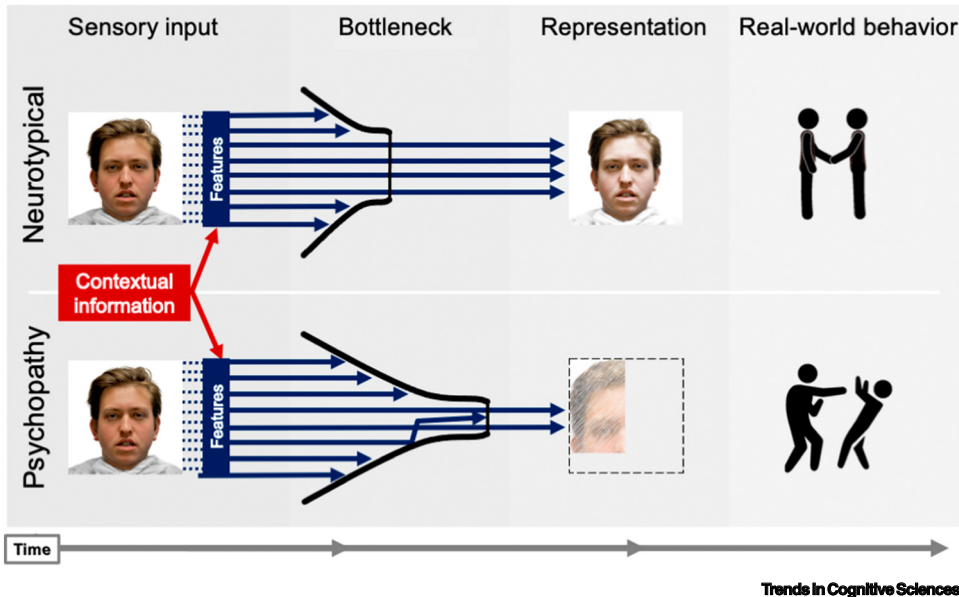 Sensory input
Bottleneck
Representation
Real-world behavior
Neurotypical
Features
Contextual
information
Psychopathy
Features
Time
Trends in Cognitive Sciences